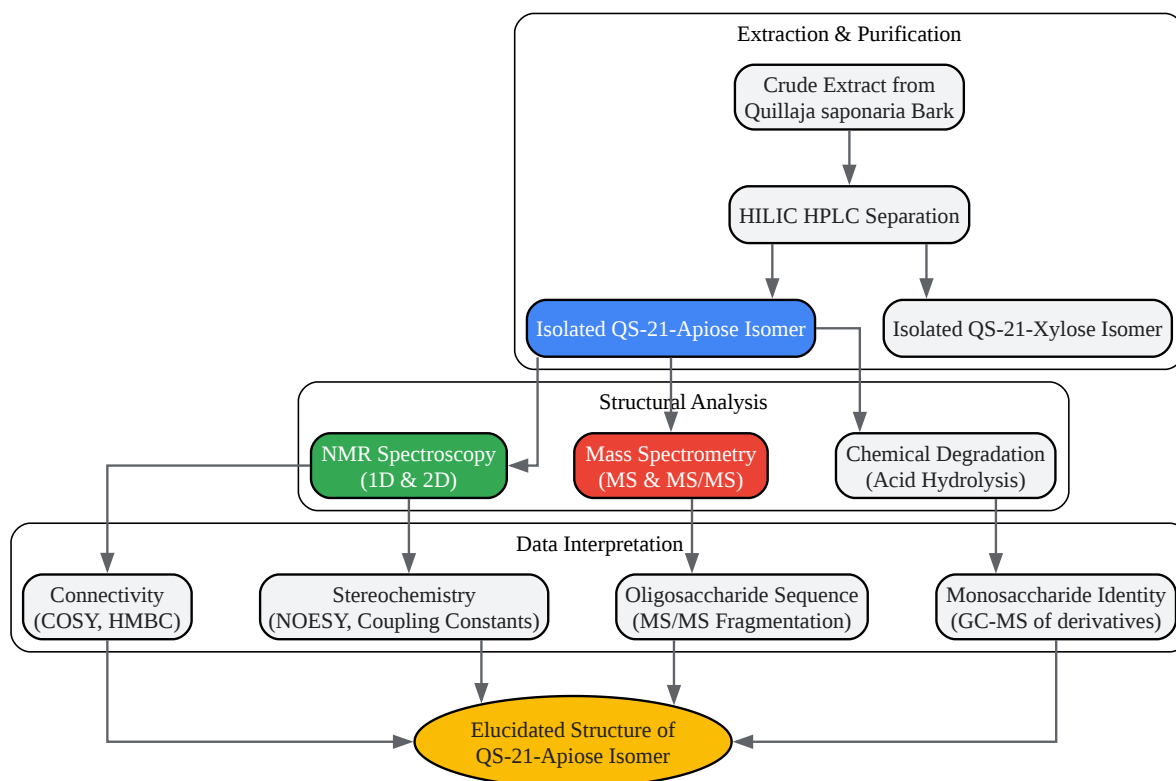 Extraction & Purification
Crude Extract from
Quillaja saponaria Bark
HILIC HPLC Separation
Isolated QS-21-Apiose Isomer
Isolated QS-21-Xylose Isomer
Structural Analysis
NMR Spectroscopy
(1D & 2D)
Mass Spectrometry
(MS & MS/MS)
Chemical Degradation
(Acid Hydrolysis)
Data Interpretation
Connectivity
(COSY, HMBC)
Stereochemistry
(NOESY, Coupling Constants)
Oligosaccharide Sequence
(MS/MS Fragmentation)
Monosaccharide Identity
(GC-MS of derivatives)
Elucidated Structure of
QS-21-Apiose Isomer